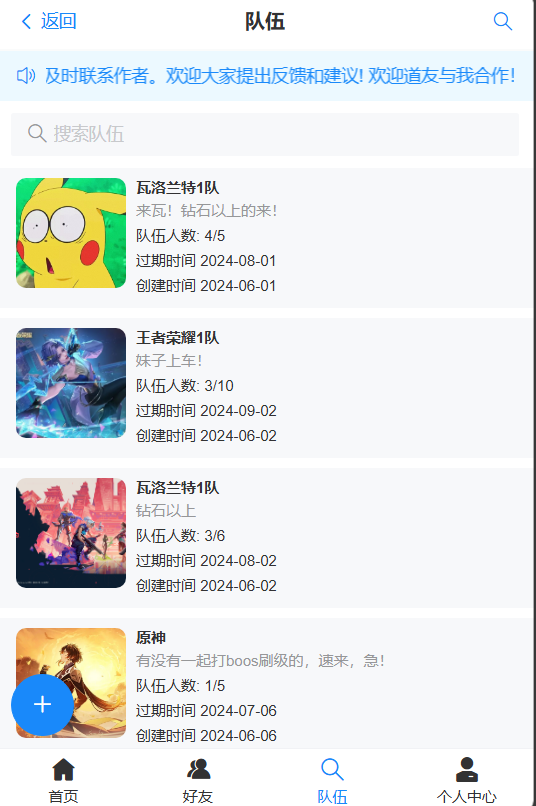 返回
队伍
及时联系作者。欢迎大家提出反馈和建议! 欢迎道友与我合作!
搜索队伍
瓦洛兰特1队
来瓦！钻石以上的来！
队伍人数: 4/5
过期时间 2024-08-01
创建时间 2024-06-01
王者荣耀1队
妹子上车！
队伍人数: 3/10
过期时间 2024-09-02
创建时间 2024-06-02
瓦洛兰特1队
钻石以上
队伍人数: 3/6
过期时间 2024-08-02
创建时间 2024-06-02
原神
有没有一起打boos刷级的，速来，急！
队伍人数: 1/5
过期时间 2024-07-06
创建时间 2024-06-06
首页
好友
队伍
个人中心